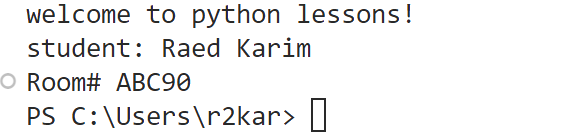 welcome to python lessons!
student: Raed Karim
Room# ABC90
PS C:\Users\r2kar>